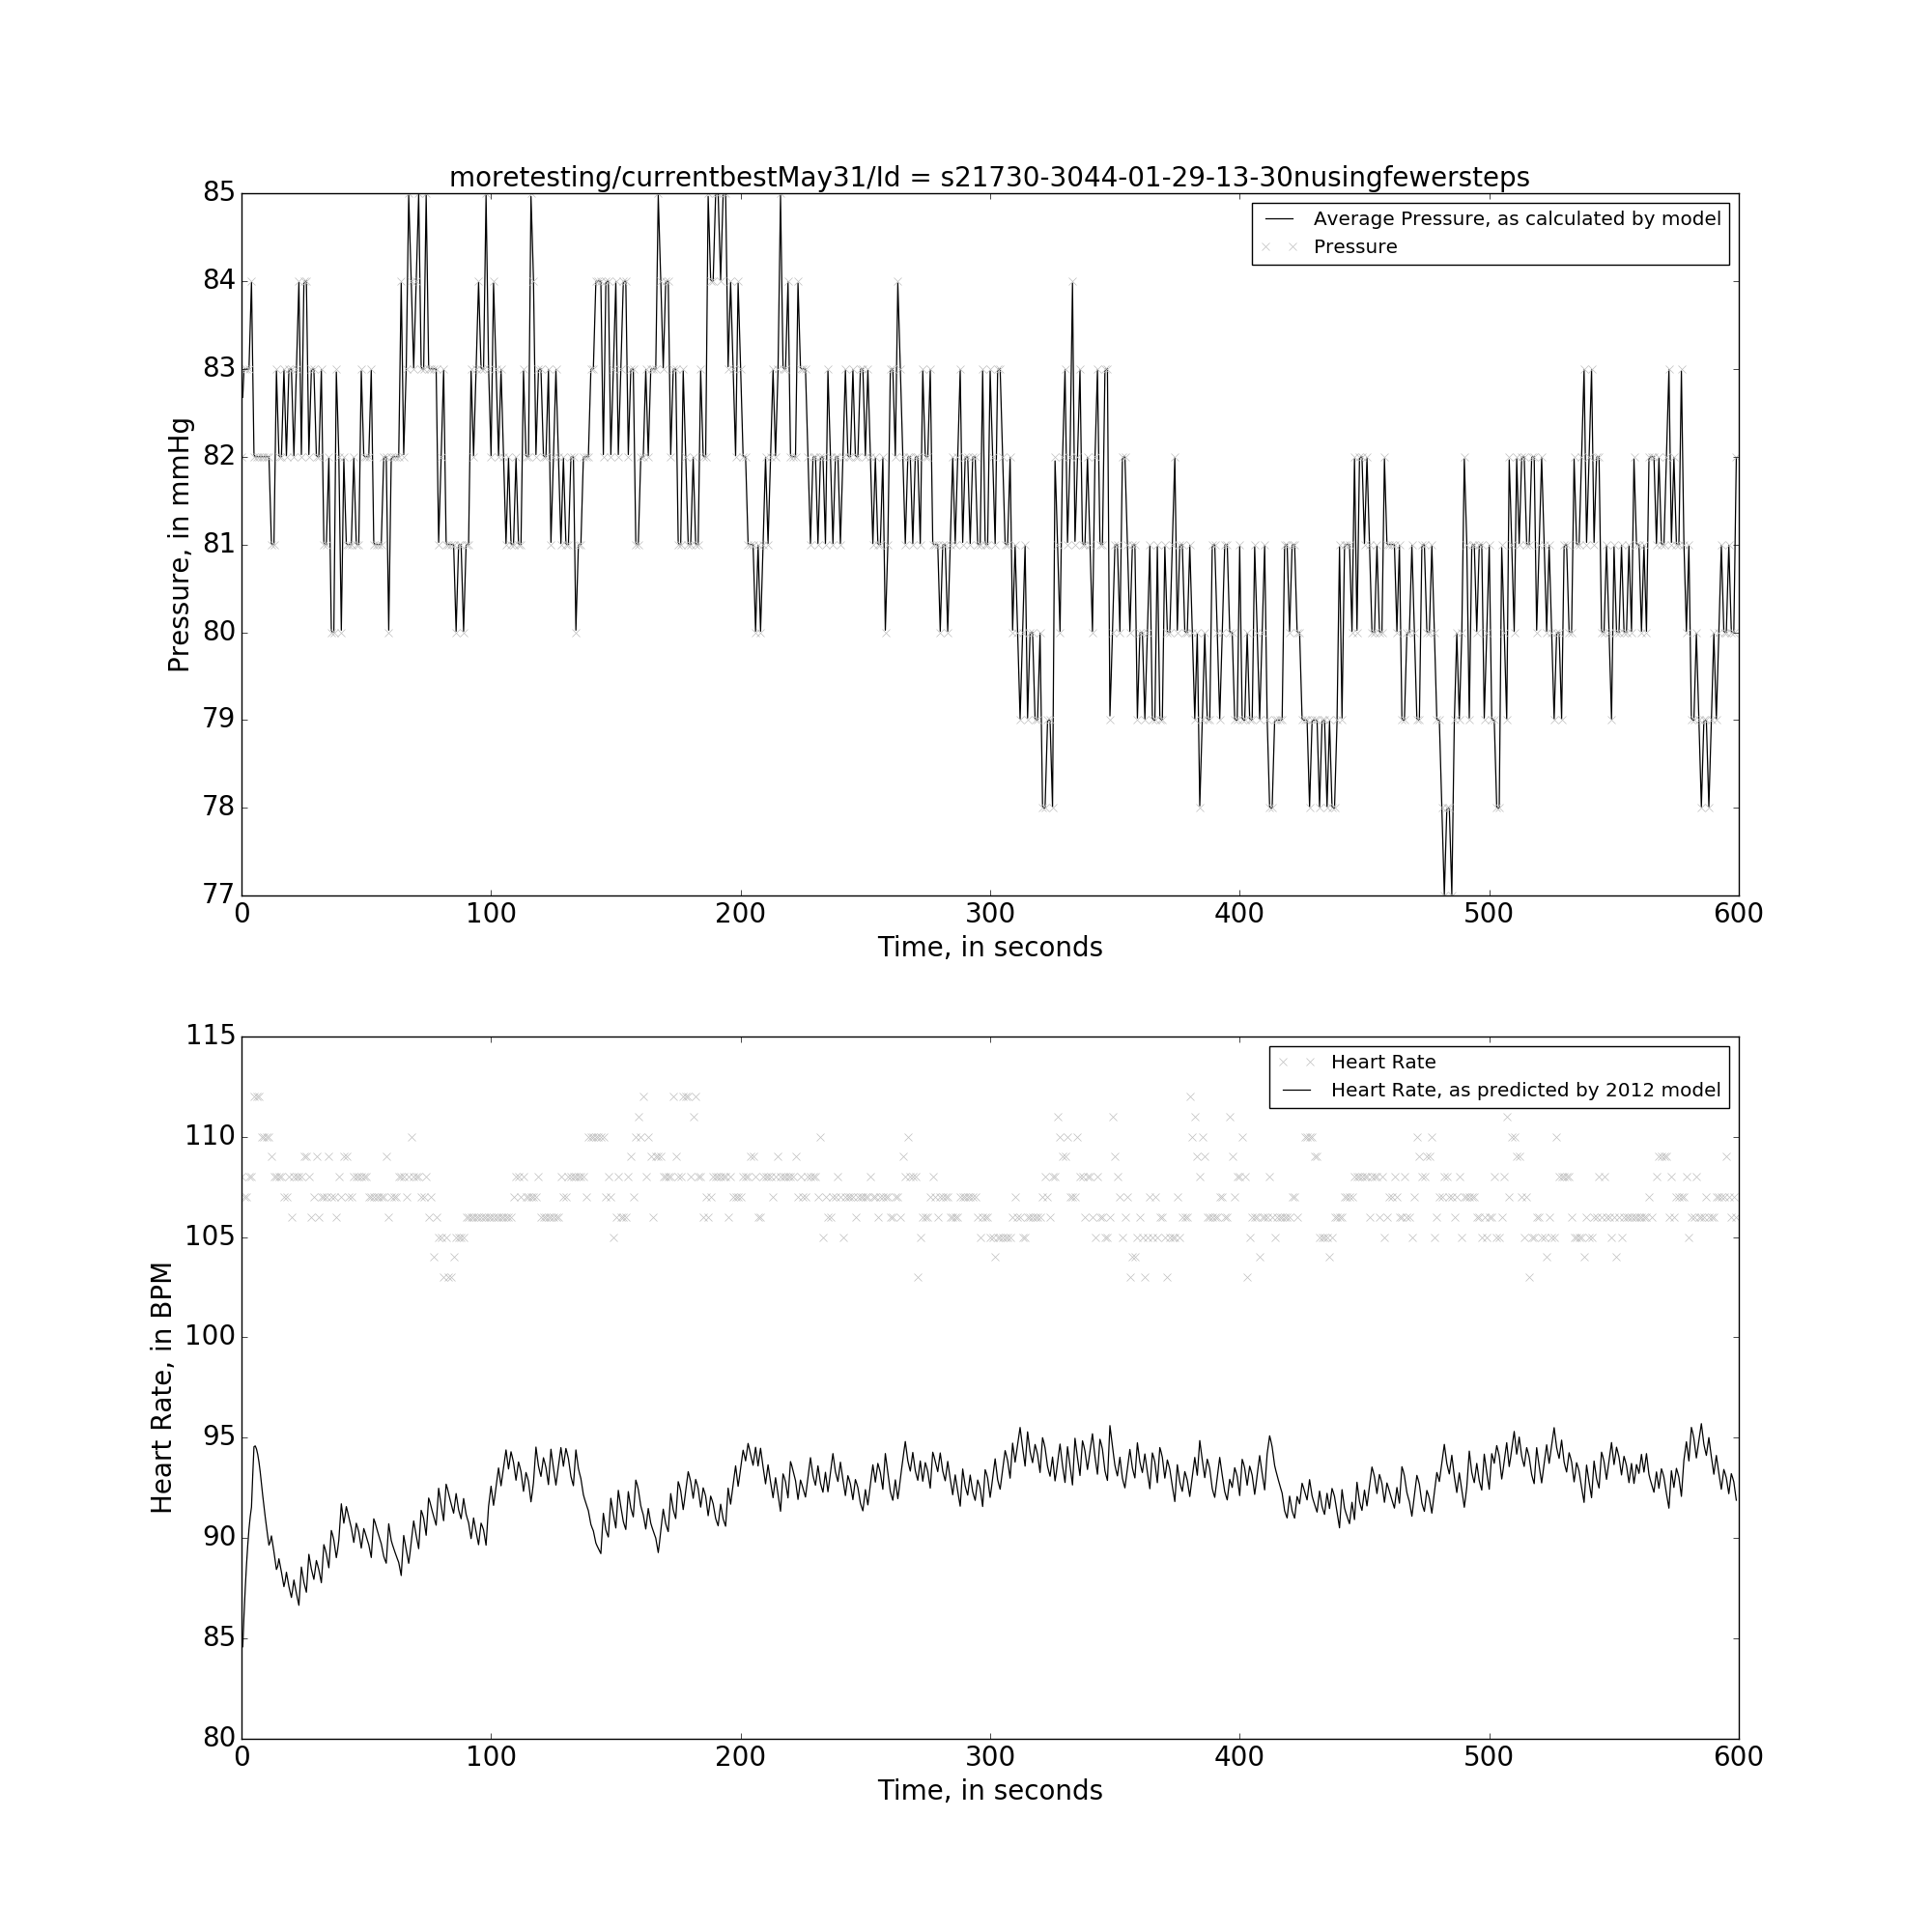 moretesting/currentbestMay31/Id = s21730-3044-01-29-13-30nusingfewersteps
85
84
83
82
81
80
79
78
77
Pressure, in mmHg
Average Pressure, as calculated by model
Pressure
0 100 200 300 400 500 600
Time, in seconds
115
110
105
100
95
90
85
80
Heart Rate, in BPM
Heart Rate
Heart Rate, as predicted by 2012 model
0 100 200 300 400 500 600
Time, in seconds